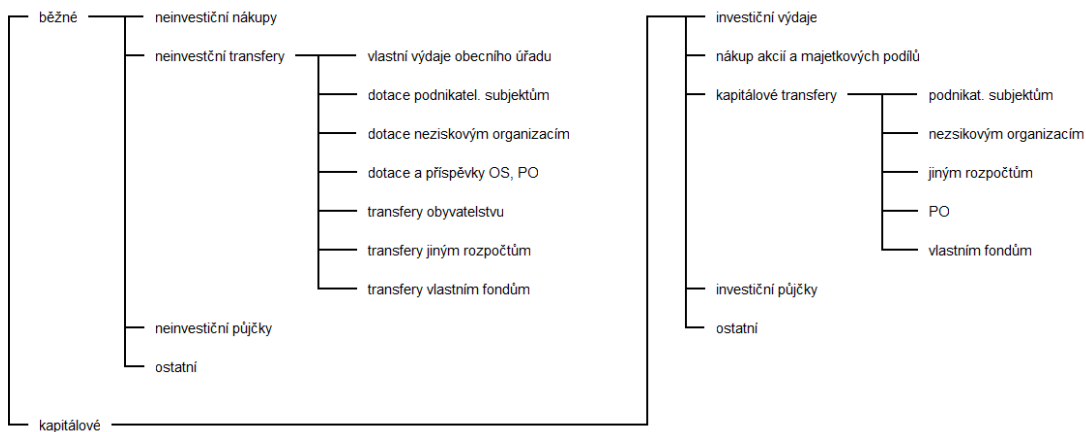 běžné
neinvestiční nákupy
neinvestční transfery
vlastní výdaje obecního úřadu
dotace podnikatel. subjektům
dotace neziskovým organizacím
dotace a příspěvky OS, PO
transfery obyvatelstvu
transfery jiným rozpočtům
transfery vlastním fondům
neinvestiční půjčky
ostatní
kapitálové
investiční výdaje
nákup akcií a majetkových podílů
kapitálové transfery
podnikat. subjektům
nezsikovým organizacím
jiným rozpočtům
PO
vlastním fondům
investiční půjčky
ostatní